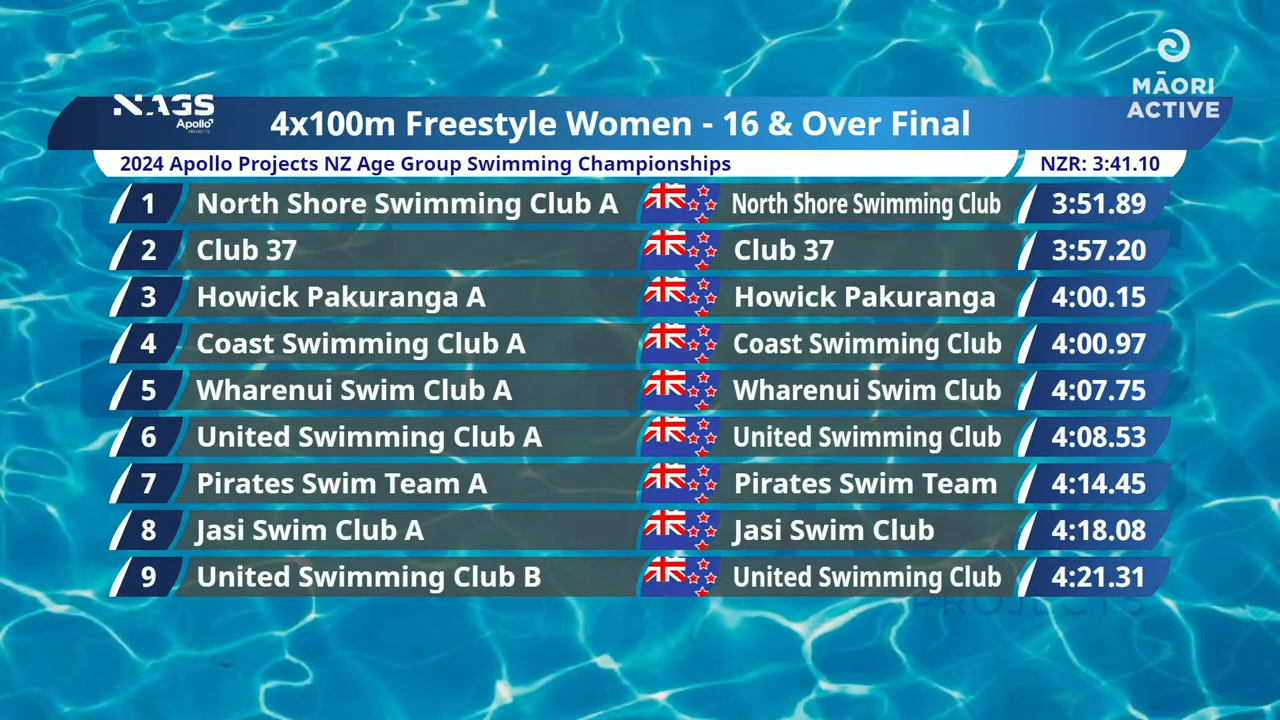 MĀORI
ACTIVE
NAGS
Apollo
PROJECTS
4x100m Freestyle Women - 16 & Over Final
2024 Apollo Projects NZ Age Group Swimming Championships NZR: 3:41.10
1 North Shore Swimming Club A North Shore Swimming Club 3:51.89
2 Club 37 Club 37 3:57.20
3 Howick Pakuranga A Howick Pakuranga 4:00.15
4 Coast Swimming Club A Coast Swimming Club 4:00.97
5 Wharenui Swim Club A Wharenui Swim Club 4:07.75
6 United Swimming Club A United Swimming Club 4:08.53
7 Pirates Swim Team A Pirates Swim Team 4:14.45
8 Jasi Swim Club A Jasi Swim Club 4:18.08
9 United Swimming Club B United Swimming Club 4:21.31
PROJECTS